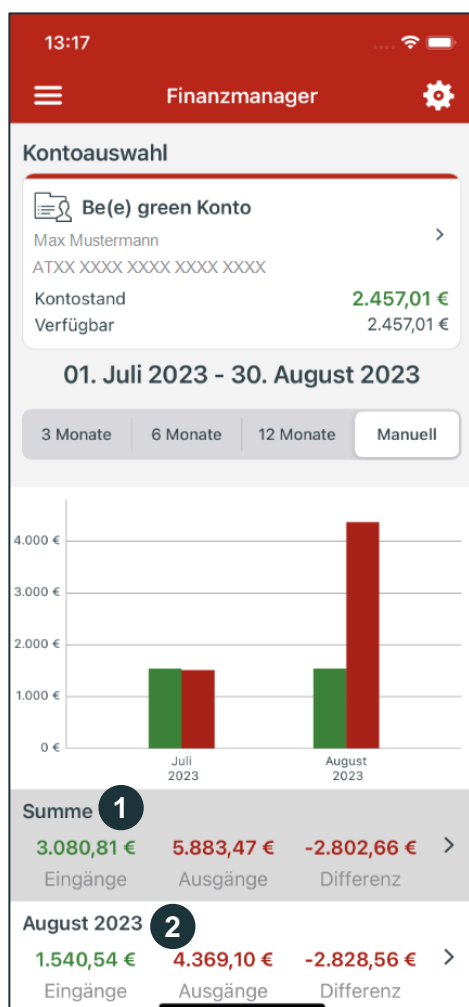 13:17
Finanzmanager
Kontoauswahl
Be(e) green Konto
Max Mustermann
ATXX XXXX XXXX XXXX XXXX
Kontostand 2.457,01 €
Verfügbar 2.457,01 €
01. Juli 2023 - 30. August 2023
3 Monate 6 Monate 12 Monate Manuell
4.000 €
3.000 €
2.000 €
1.000 €
0 €
Juli 2023
August 2023
Summe 1
3.080,81 € 5.883,47 € -2.802,66 €
Eingänge Ausgänge Differenz
August 2023 2
1.540,54 € 4.369,10 € -2.828,56 €
Eingänge Ausgänge Differenz